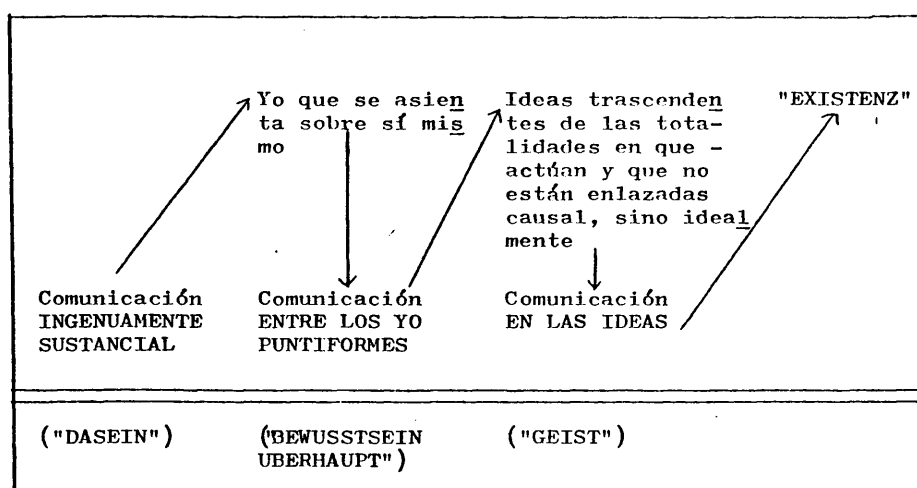 Yo que se asien
ta sobre sí mis
mo
Ideas trascenden
tes de las tota-
lidades en que -
actúan y que no
están enlazadas
causal, sino ideal
mente
"EXISTENZ"
Comunicación
INGENUAMENTE
SUSTANCIAL
Comunicación
ENTRE LOS YO
PUNTIFORMES
Comunicación
EN LAS IDEAS
("DASEIN")
("BEWUSSTSEIN
UBERHAUPT")
("GEIST")